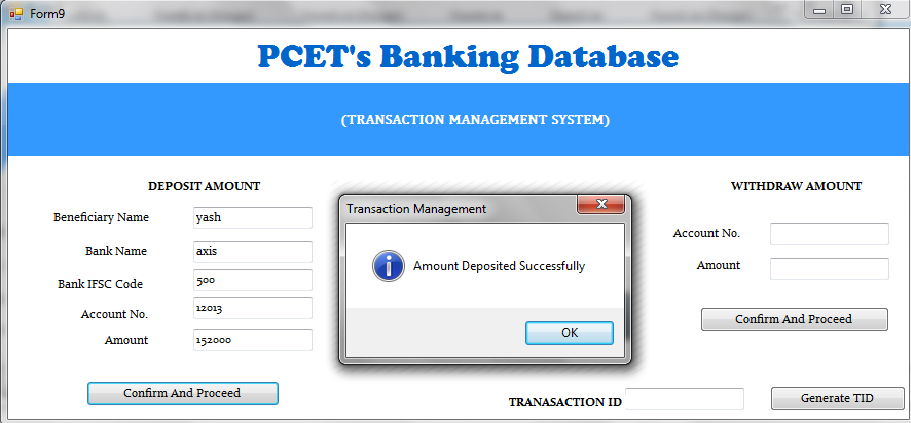 Form9
PCET's Banking Database
(TRANSACTION MANAGEMENT SYSTEM)
DEPOSIT AMOUNT
Beneficiary Name yash
Bank Name axis
Bank IFSC Code 500
Account No. 12013
Amount 152000
Confirm And Proceed
Transaction Management
Amount Deposited Successfully
OK
WITHDRAW AMOUNT
Account No.
Amount
Confirm And Proceed
TRANASACTION ID
Generate TID